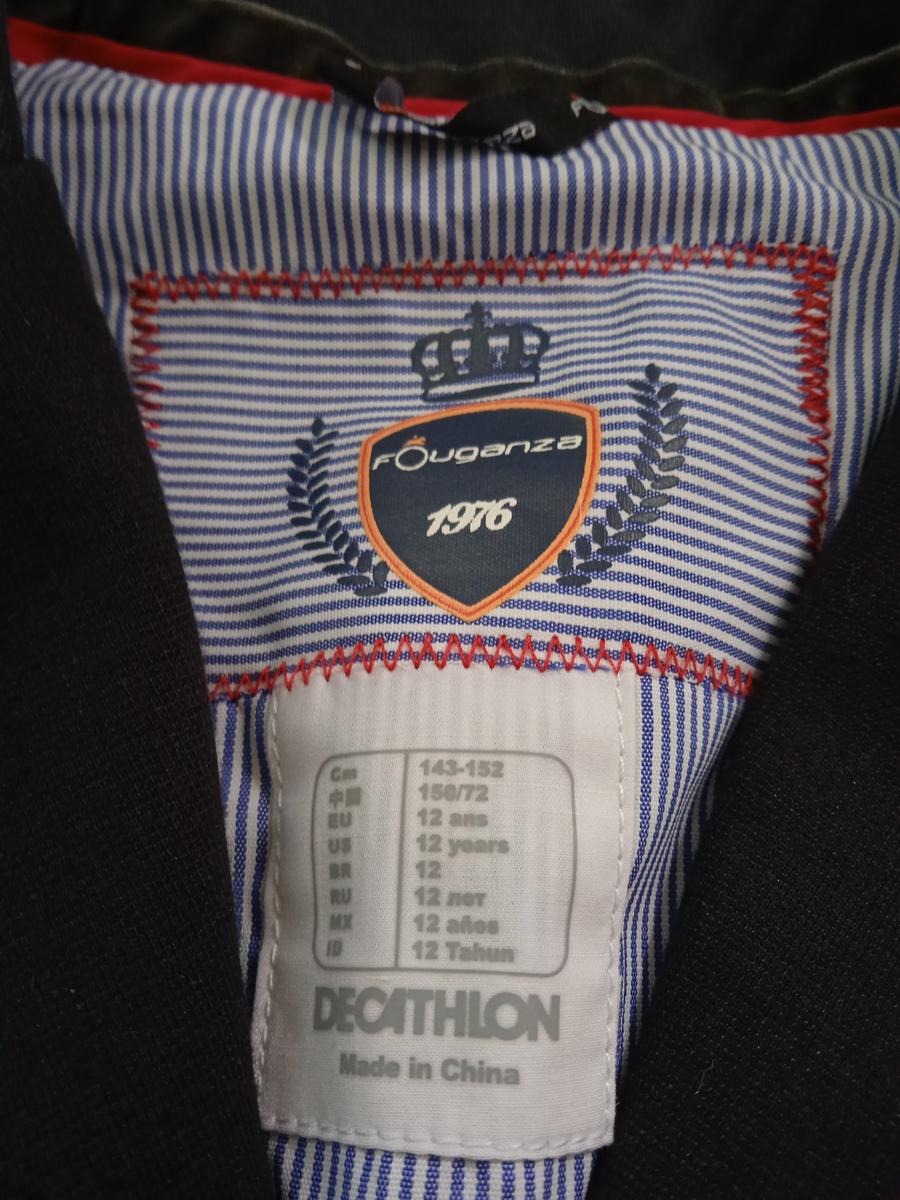 Fouganza
1976
Cm 143-152
中国 150/72
EU 12 ans
US 12 years
BR 12
RU 12 лет
MX 12 años
ID 12 Tahun
DECATHLON
Made in China